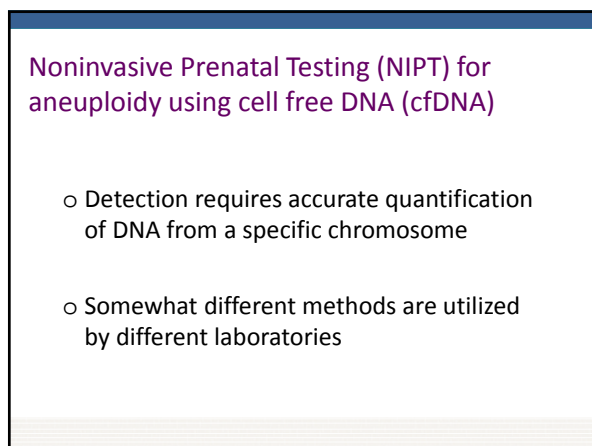 Noninvasive Prenatal Testing (NIPT) for
aneuploidy using cell free DNA (cfDNA)
o Detection requires accurate quantification
of DNA from a specific chromosome
o Somewhat different methods are utilized
by different laboratories